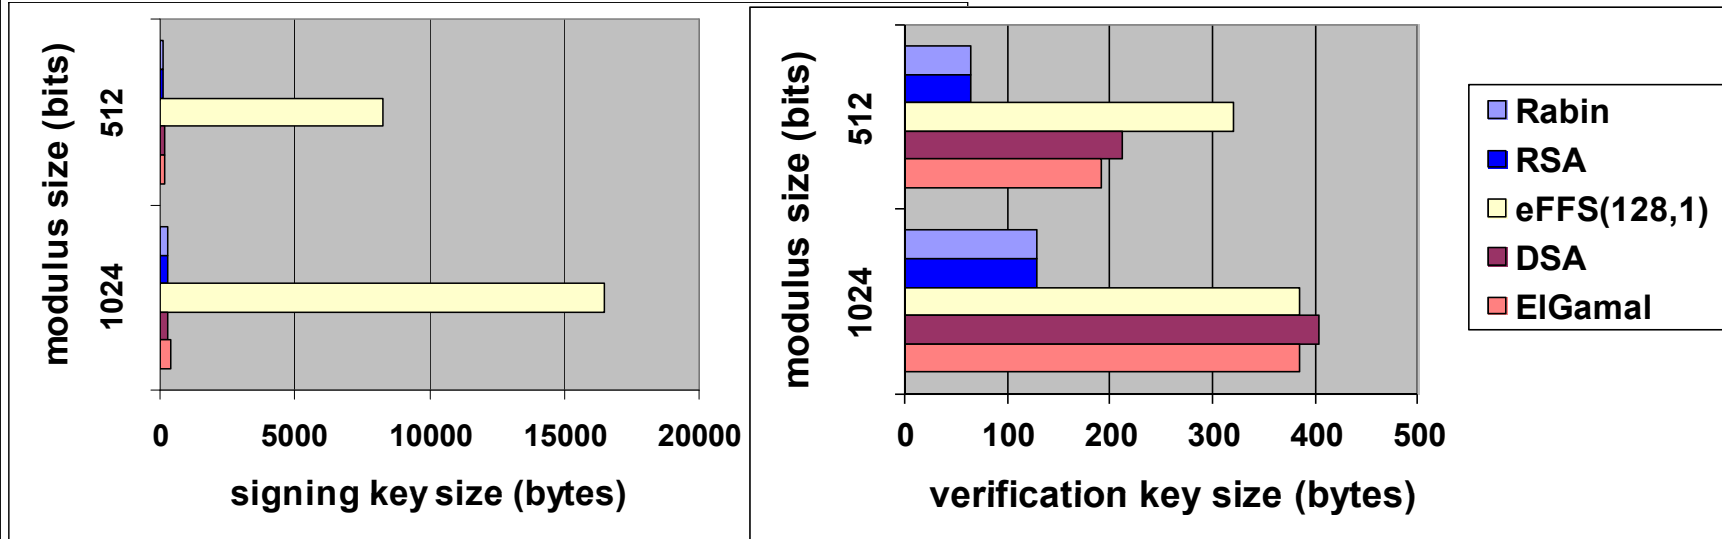 modulus size (bits)
512
1024
0 5000 10000 15000 20000
signing key size (bytes)
modulus size (bits)
512
1024
0 100 200 300 400 500
verification key size (bytes)
Rabin
RSA
eFFS(128,1)
DSA
ElGamal